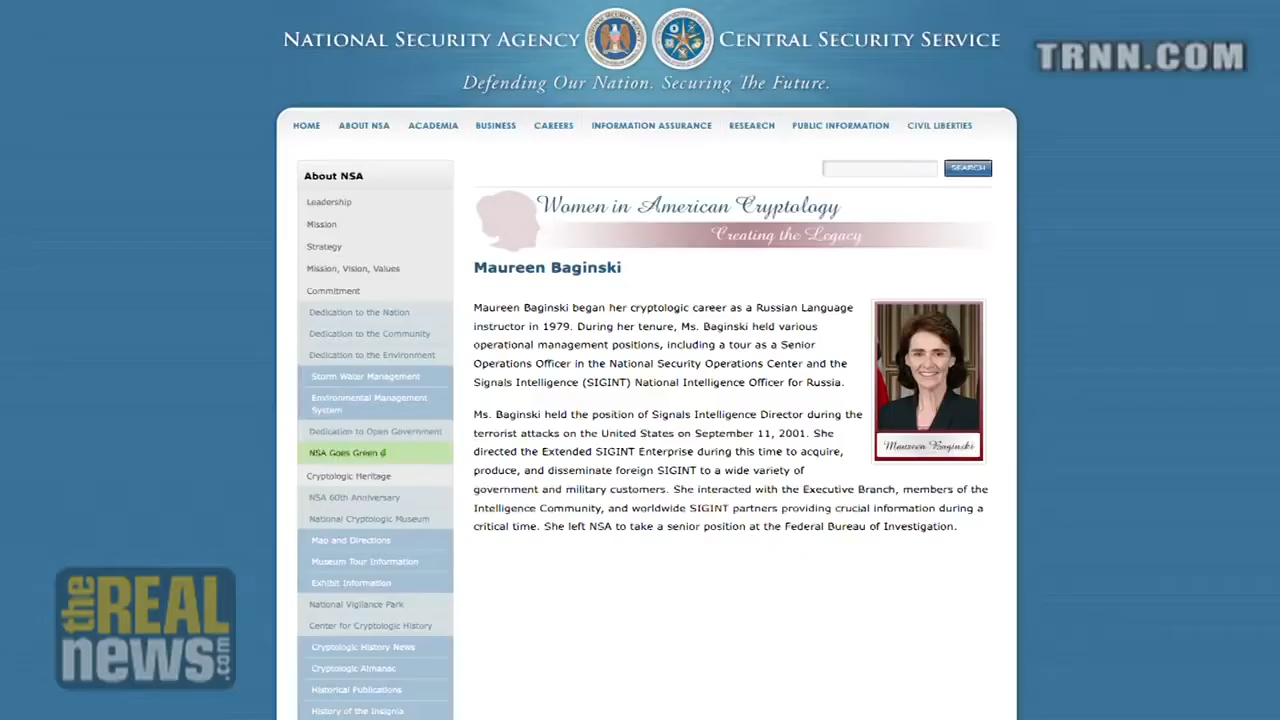 NATIONAL SECURITY AGENCY CENTRAL SECURITY SERVICE
Defending Our Nation. Securing The Future.
TRNN.COM
HOME ABOUT NSA ACADEMIA BUSINESS CAREERS INFORMATION ASSURANCE RESEARCH PUBLIC INFORMATION CIVIL LIBERTIES
SEARCH
About NSA
Leadership
Mission
Strategy
Mission, Vision, Values
Commitment
Dedication to the Nation
Dedication to the Community
Dedication to the Environment
Storm Water Management
Environmental Management
System
Dedication to Open Government
NSA Goes Green
Cryptologic Heritage
NSA 60th Anniversary
National Cryptologic Museum
Map and Directions
Museum Tour Information
Exhibit Information
National Vigilance Park
Center for Cryptologic History
Cryptologic History News
Cryptologic Almanac
Historical Publications
History of the Insignia
Women in American Cryptology
Creating the Legacy
Maureen Baginski
Maureen Baginski began her cryptologic career as a Russian Language
instructor in 1979. During her tenure, Ms. Baginski held various
operational management positions, including a tour as a Senior
Operations Officer in the National Security Operations Center and the
Signals Intelligence (SIGINT) National Intelligence Officer for Russia.
Ms. Baginski held the position of Signals Intelligence Director during the
terrorist attacks on the United States on September 11, 2001. She
directed the Extended SIGINT Enterprise during this time to acquire,
produce, and disseminate foreign SIGINT to a wide variety of
government and military customers. She interacted with the Executive Branch, members of the
Intelligence Community, and worldwide SIGINT partners providing crucial information during a
critical time. She left NSA to take a senior position at the Federal Bureau of Investigation.
Maureen Baginski
the REAL
news.com